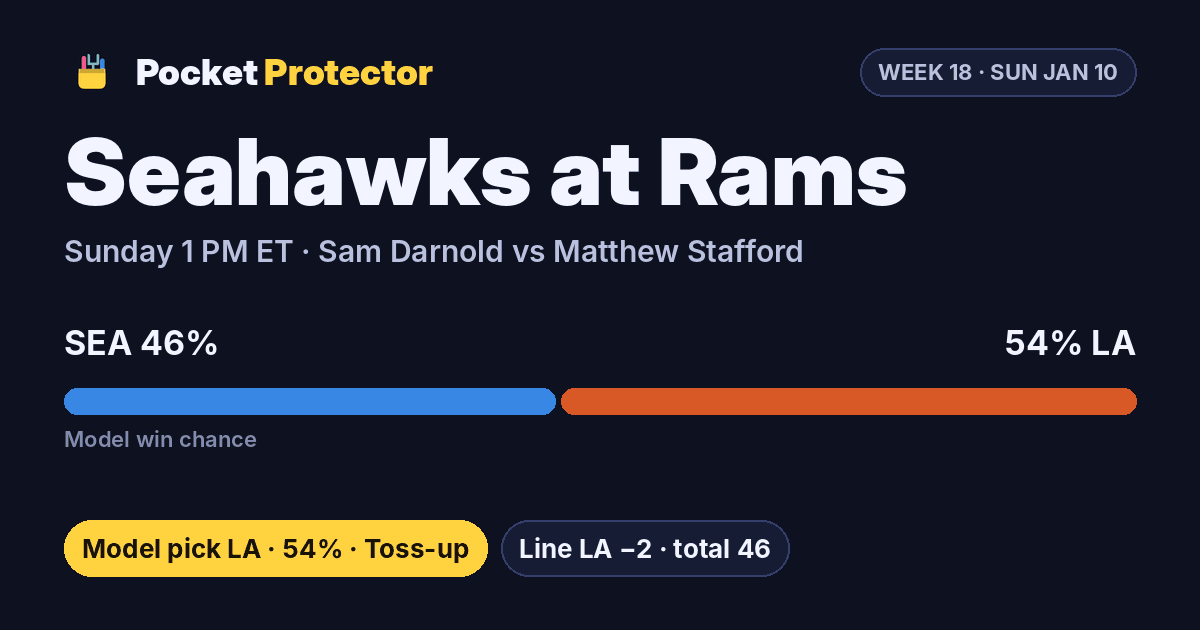 Pocket Protector
WEEK 18 · SUN JAN 10
Seahawks at Rams
Sunday 1 PM ET · Sam Darnold vs Matthew Stafford
SEA 46%
54% LA
Model win chance
Model pick LA · 54% · Toss-up
Line LA −2 · total 46